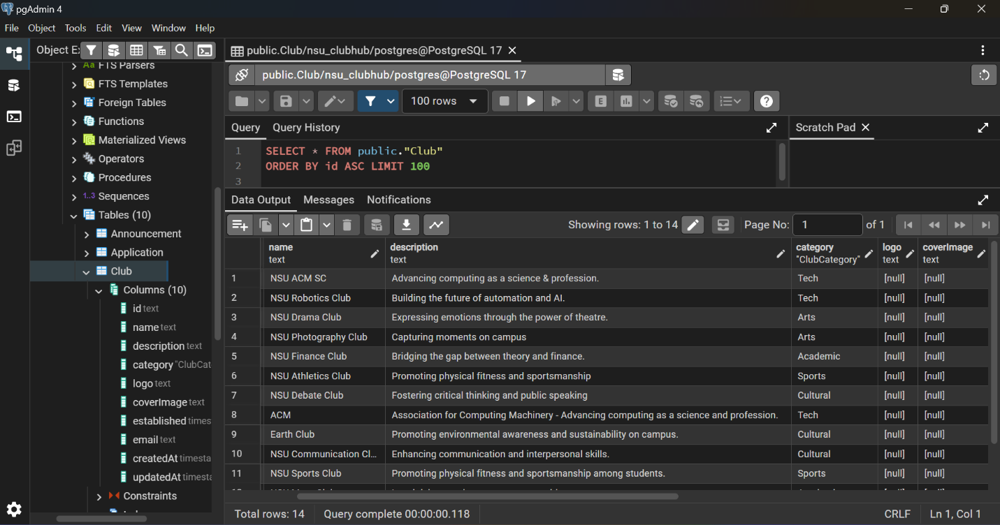 pgAdmin 4
File Object Tools Edit View Window Help
Object E
FTS Parsers
FTS Templates
Foreign Tables
Functions
Materialized Views
Operators
Procedures
1..3 Sequences
Tables (10)
Announcement
Application
Club
Columns (10)
id text
name text
description text
category "ClubCat
logo text
coverImage text
established times
email text
createdAt timesta
updatedAt timesta
Constraints
public.Club/nsu_clubhub/postgres@PostgreSQL 17
public.Club/nsu_clubhub/postgres@PostgreSQL 17
100 rows
Query Query History
Scratch Pad
1 SELECT * FROM public."Club"
2 ORDER BY id ASC LIMIT 100
3
Data Output Messages Notifications
Showing rows: 1 to 14 Page No: 1 of 1
name description category logo coverImage
text text "ClubCategory" text text
1 NSU ACM SC Advancing computing as a science & profession. Tech [null] [null]
2 NSU Robotics Club Building the future of automation and AI. Tech [null] [null]
3 NSU Drama Club Expressing emotions through the power of theatre. Arts [null] [null]
4 NSU Photography Club Capturing moments on campus Arts [null] [null]
5 NSU Finance Club Bridging the gap between theory and finance. Academic [null] [null]
6 NSU Athletics Club Promoting physical fitness and sportsmanship Sports [null] [null]
7 NSU Debate Club Fostering critical thinking and public speaking Cultural [null] [null]
8 ACM Association for Computing Machinery - Advancing computing as a science and profession. Tech [null] [null]
9 Earth Club Promoting environmental awareness and sustainability on campus. Cultural [null] [null]
10 NSU Communication Cl... Enhancing communication and interpersonal skills. Cultural [null] [null]
11 NSU Sports Club Promoting physical fitness and sportsmanship among students. Sports [null] [null]
Total rows: 14 Query complete 00:00:00.118 CRLF Ln 1, Col 1